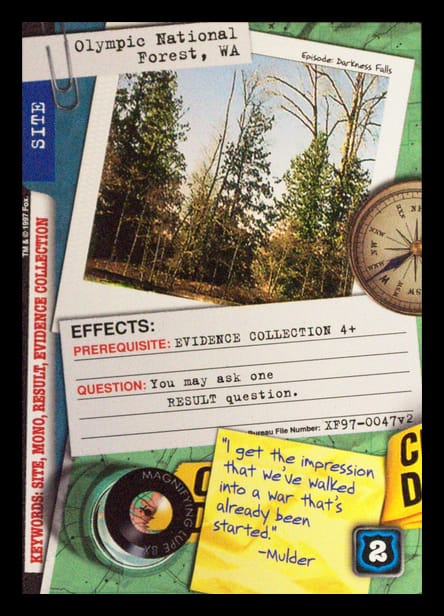 Olympic National
Forest, WA
Episode: Darkness Falls
SITE
TM & © 1997 Fox.
KEYWORDS: SITE, MONO, RESULT, EVIDENCE COLLECTION
EFFECTS:
PREREQUISITE: EVIDENCE COLLECTION 4+
QUESTION: You may ask one
RESULT question.
Bureau File Number: XF97-0047v2
MAGNIFYING LUPE 8X
"I get the impression
that we've walked
into a war that's
already been
started."
-Mulder
2